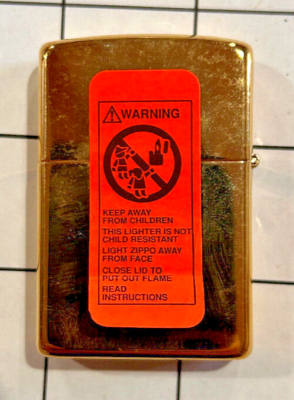 WARNING
KEEP AWAY
FROM CHILDREN
THIS LIGHTER IS NOT
CHILD RESISTANT
LIGHT ZIPPO AWAY
FROM FACE
CLOSE LID TO
PUT OUT FLAME
READ
INSTRUCTIONS